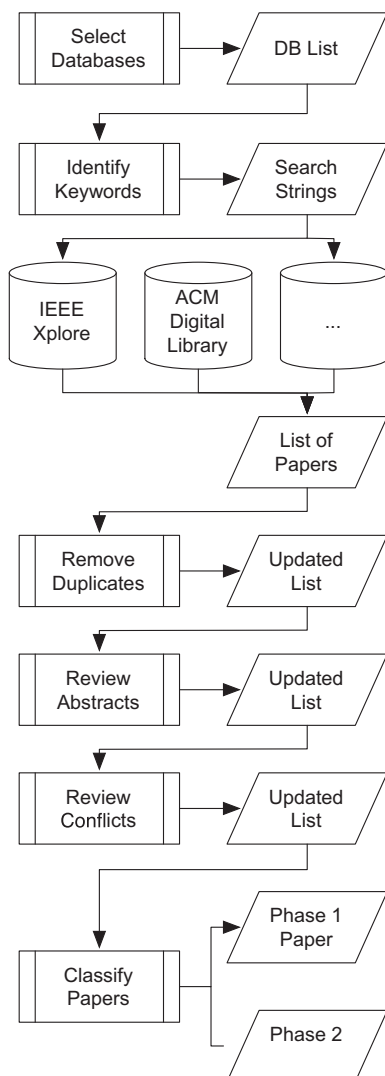 Select
Databases
DB List
Identify
Keywords
Search
Strings
IEEE
Xplore
ACM
Digital
Library
...
List of
Papers
Remove
Duplicates
Updated
List
Review
Abstracts
Updated
List
Review
Conflicts
Updated
List
Classify
Papers
Phase 1
Paper
Phase 2